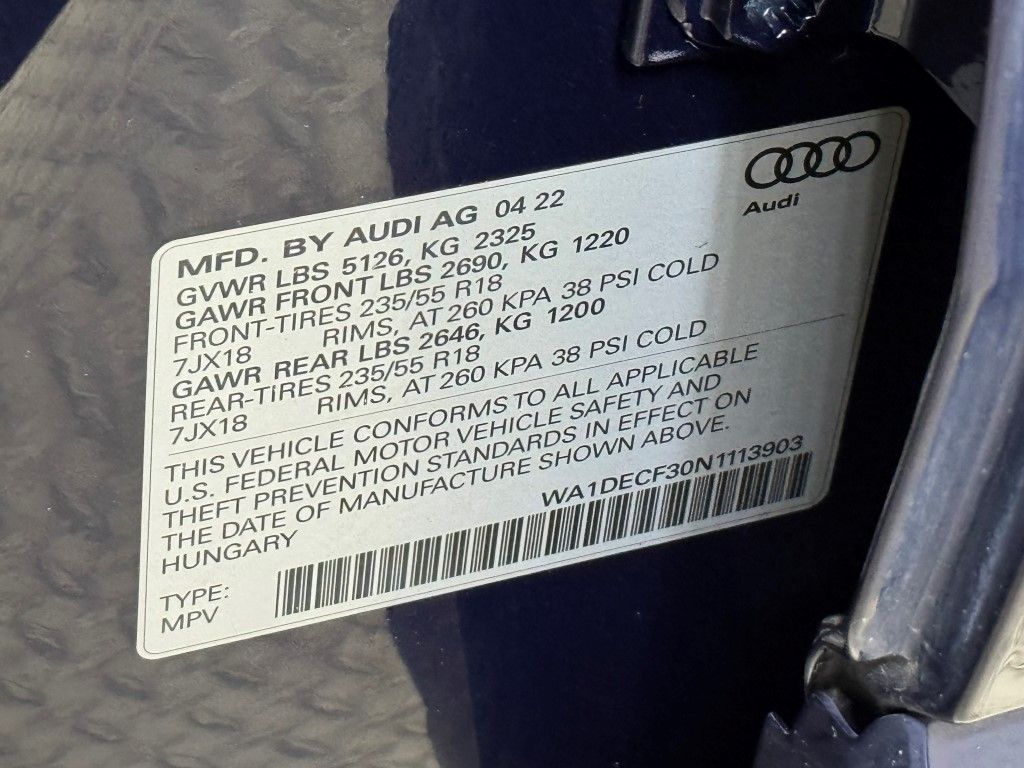 Audi
MFD. BY AUDI AG 04 22
GVWR LBS 5126, KG 2325
GAWR FRONT LBS 2690, KG 1220
FRONT-TIRES 235/55 R18
7JX18 RIMS, AT 260 KPA 38 PSI COLD
GAWR REAR LBS 2646, KG 1200
REAR-TIRES 235/55 R18
7JX18 RIMS, AT 260 KPA 38 PSI COLD
THIS VEHICLE CONFORMS TO ALL APPLICABLE
U.S. FEDERAL MOTOR VEHICLE SAFETY AND
THEFT PREVENTION STANDARDS IN EFFECT ON
THE DATE OF MANUFACTURE SHOWN ABOVE.
HUNGARY
WA1DECF30N1113903
TYPE:
MPV